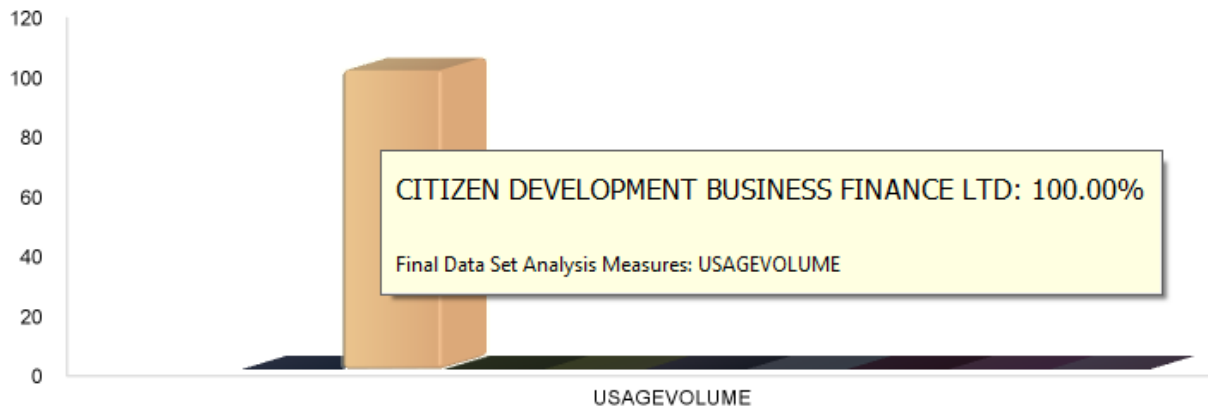 120
100
80
60
40
20
0
CITIZEN DEVELOPMENT BUSINESS FINANCE LTD: 100.00%
Final Data Set Analysis Measures: USAGEVOLUME
USAGEVOLUME